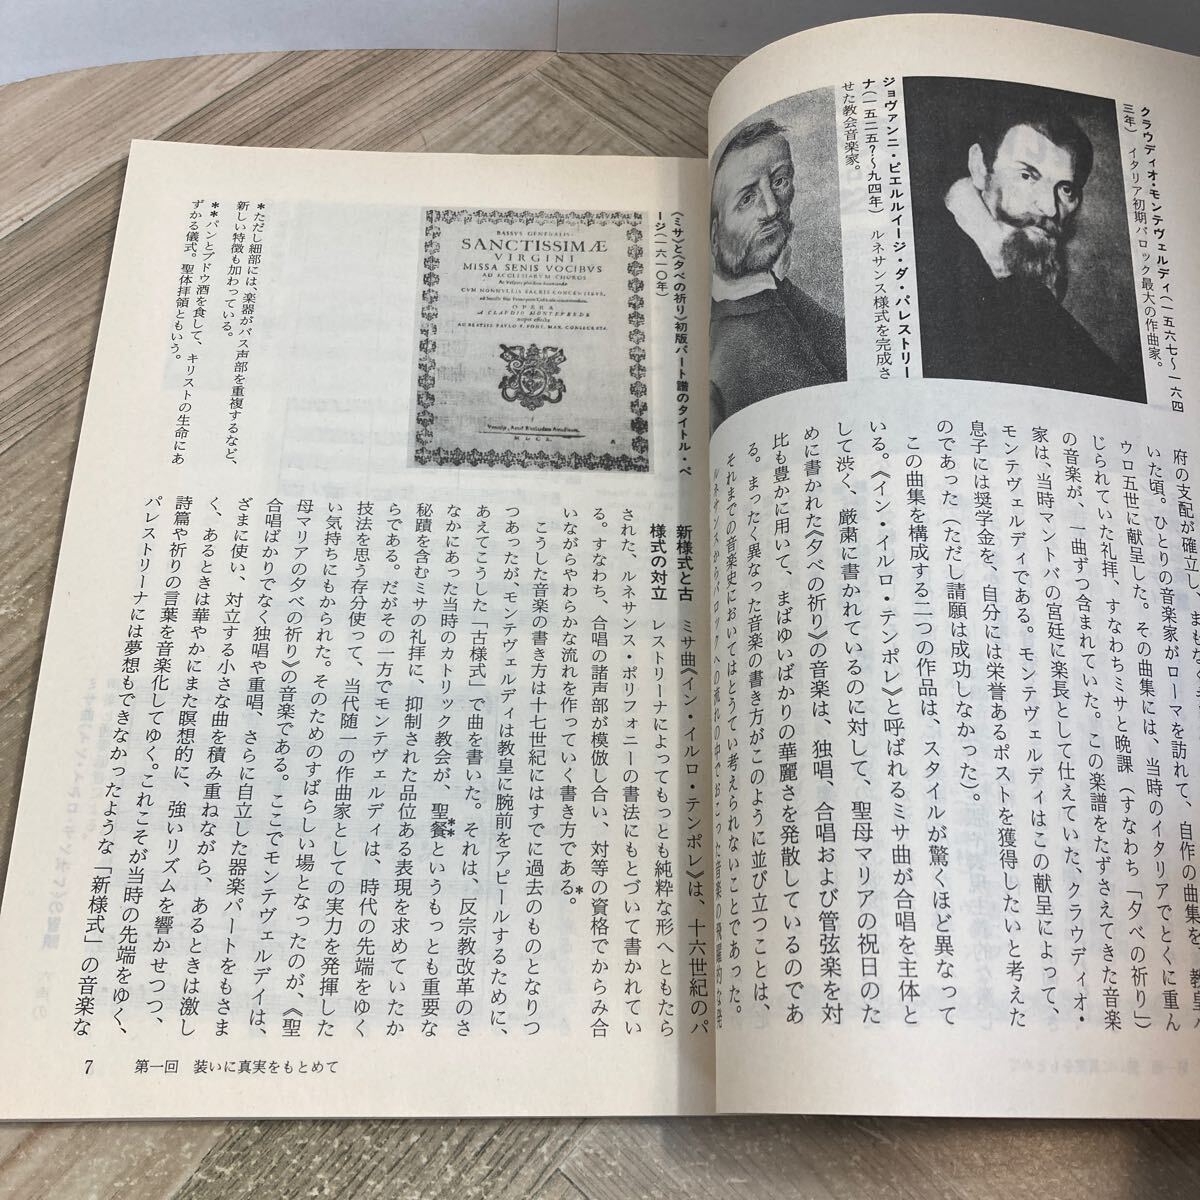 クラウディオ・モンテヴェルディ(一五六七〜一六四
三年) イタリア初期バロック最大の作曲家。
ジョヴァンニ・ピエルルイージ・ダ・パレストリー
ナ(一五二五?〜九四年) ルネサンス様式を完成さ
せた教会音楽家。
府の支配が確立し
いた頃。ひとりの音楽家がローマを訪れ、自作の曲集を、教皇パ
ウロ五世に献呈した。その曲集には、当時のイタリアでとくに重ん
じられていた礼拝、すなわちミサと晩課(すなわち「夕べの祈り」)
の音楽が、一曲ずつ含まれていた。この楽譜をたずさえてきた音楽
家は、当時マントバの宮廷に楽長として仕えていた、クラウディオ・
モンテヴェルディである。モンテヴェルディはこの献呈によって、
息子には奨学金を、自分には栄誉あるポストを獲得したいと考えた
のであった(ただし請願は成功しなかった)。
この曲集を構成する二つの作品は、スタイルが驚くほど異なって
いる。《イン・イルロ・テンポレ》と呼ばれるミサ曲が合唱を主体と
して渋く、厳粛に書かれているのに対して、聖母マリアの祝日のた
めに書かれた《夕べの祈り》の音楽は、独唱、合唱および管弦楽を対
比も豊かに用いて、まばゆいばかりの華麗さを発散しているのであ
る。まったく異なった音楽の書き方がこのように並び立つことは、
それまでの音楽史においてはとうてい考えられないことであった。
ルネサンスからバロックへの流れの中でおこった音楽の飛躍的な発
《ミサ》と《夕べの祈り》初版パート譜のタイトル・ペ
ージ(一六一〇年)
BASSVS GENERALIS
SANCTISSIMÆ
VIRGINI
MISSA SENIS VOCIBVS
AD ECCLESIARVM CHOROS
Ac Vesperæ pluribus decantandæ
CVM NONNVLLIS SACRIS CONCENTIBVS,
ad Sacella sive Principum Cubicula accommodata.
OPERA
A CLAVDIO MONTEVERDE
nuper effecta
AC BEATISS. PAVLO V. PONT. MAX. CONSECRATA.
Venetijs, Apud Ricciardum Amadinum.
MDCX.
A
*ただし細部には、楽器がバス声部を重複するなど、
新しい特徴も加わっている。
**パンとブドウ酒を食して、キリストの生命にあ
ずかる儀式。聖体拝領ともいう。
新様式と古
様式の対立
ミサ曲《イン・イルロ・テンポレ》は、十六世紀のパ
レストリーナによってもっとも純粋な形へともたら
された、ルネサンス・ポリフォニーの書法にもとづいて書かれてい
る。すなわち、合唱の諸声部が模倣し合い、対等の資格でからみ合
いながらやわらかな流れを作っていく書き方である。*
こうした音楽の書き方は十七世紀にはすでに過去のものとなりつ
つあったが、モンテヴェルディは教皇に腕前をアピールするために、
あえてこうした「古様式」で曲を書いた。それは、反宗教改革のさ
なかにあった当時のカトリック教会が、聖餐**というもっとも重要な
秘蹟を含むミサの礼拝に、抑制された品位ある表現を求めていたか
らである。だがその一方でモンテヴェルディは、時代の先端をゆく
技法を思う存分使って、当代随一の作曲家としての実力を発揮した
い気持ちにもかられた。そのためのすばらしい場となったのが、《聖
母マリアの夕べの祈り》の音楽である。ここでモンテヴェルディは、
合唱ばかりでなく独唱や重唱、さらに自立した器楽パートをもさま
ざまに使い、対立する小さな曲を積み重ねながら、あるときは激し
く、あるときは華やかにまた瞑想的に、強いリズムを響かせつつ、
詩篇や祈りの言葉を音楽化してゆく。これこそが当時の先端をゆく、
パレストリーナには夢想もできなかったような「新様式」の音楽な
7 第一回 装いに真実をもとめて